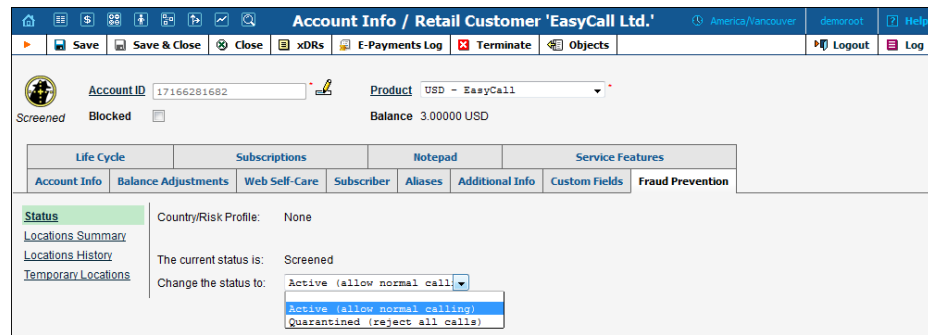 Account Info / Retail Customer 'EasyCall Ltd.' America/Vancouver demoroot ? Help
Save Save & Close Close xDRs E-Payments Log Terminate Objects Logout Log
Account ID 17166281682 * Product USD - EasyCall *
Screened Blocked Balance 3.00000 USD
Life Cycle Subscriptions Notepad Service Features
Account Info Balance Adjustments Web Self-Care Subscriber Aliases Additional Info Custom Fields Fraud Prevention
Status Country/Risk Profile: None
Locations Summary
Locations History The current status is: Screened
Temporary Locations Change the status to: Active (allow normal call
Active (allow normal calling)
Quarantined (reject all calls)